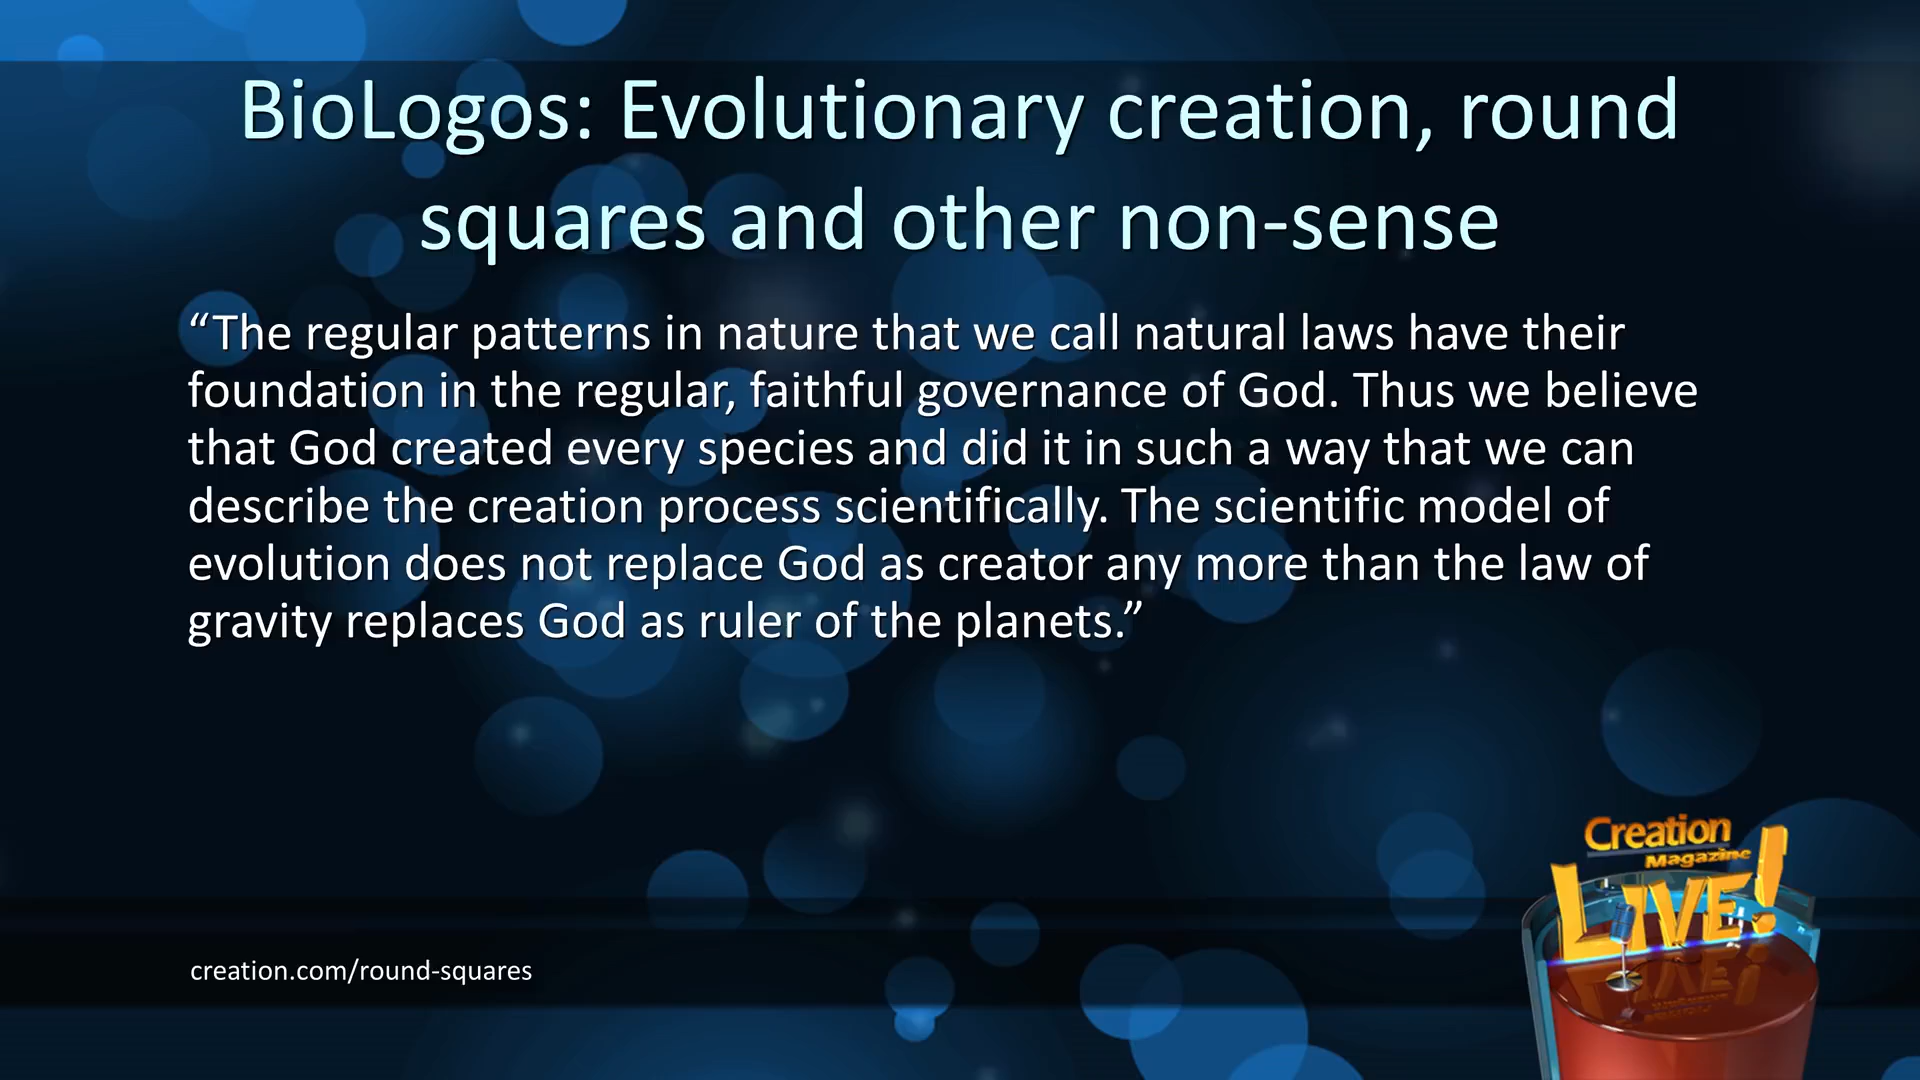 BioLogos: Evolutionary creation, round
squares and other non-sense
“The regular patterns in nature that we call natural laws have their
foundation in the regular, faithful governance of God. Thus we believe
that God created every species and did it in such a way that we can
describe the creation process scientifically. The scientific model of
evolution does not replace God as creator any more than the law of
gravity replaces God as ruler of the planets.”
Creation
Magazine
LIVE!
creation.com/round-squares